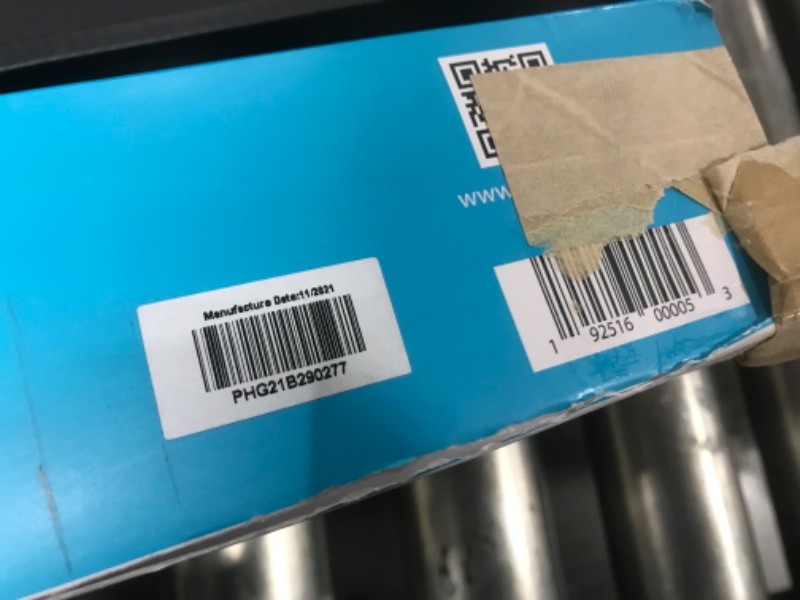 www
Manufacture Date:11/2021
PHG21B290277
1 92516 00005 3